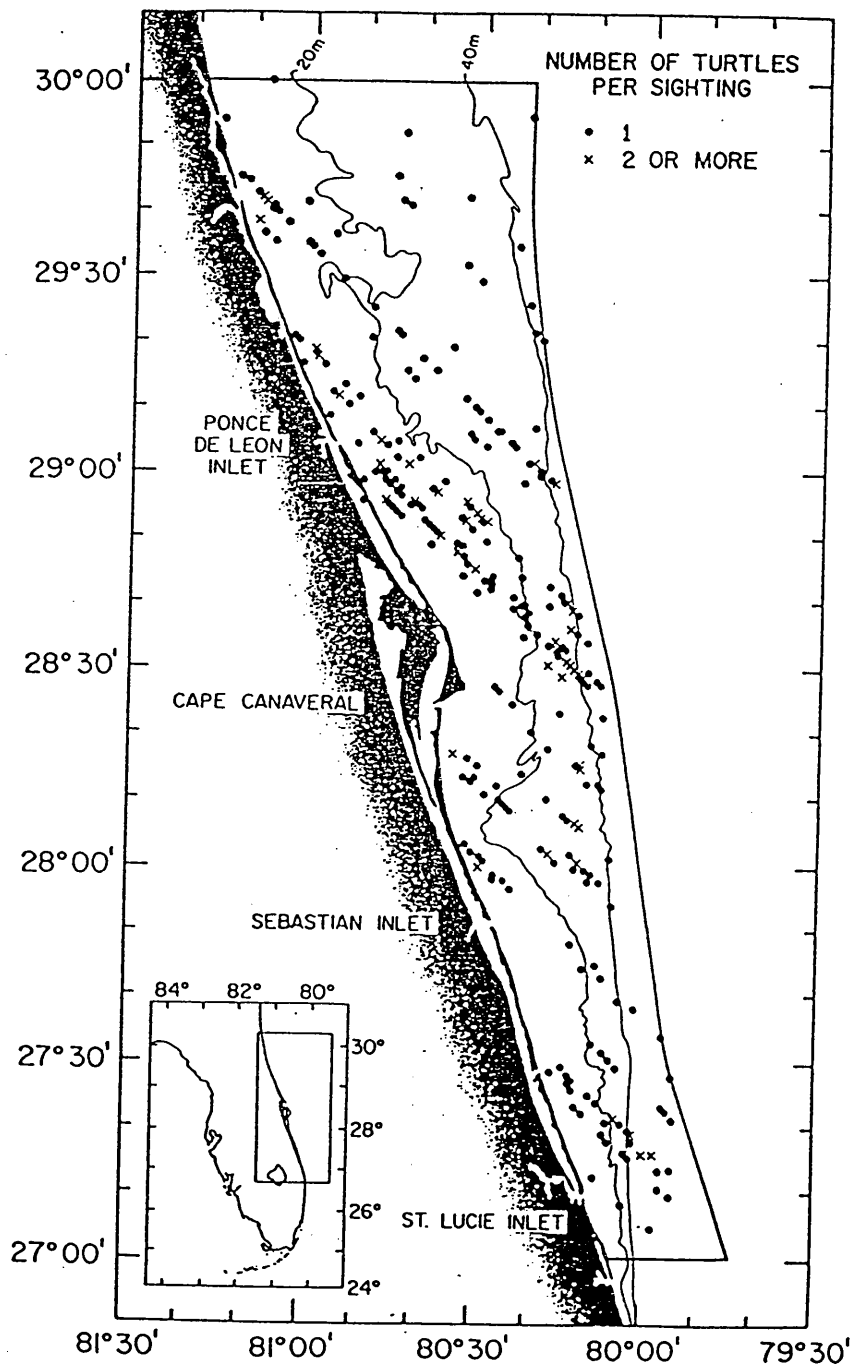 20m
40m
NUMBER OF TURTLES
PER SIGHTING
• 1
× 2 OR MORE
30°00'
29°30'
PONCE
DE LEON
INLET
29°00'
28°30'
CAPE CANAVERAL
28°00'
SEBASTIAN INLET
84° 82° 80°
27°30'
30°
28°
26°
24°
ST. LUCIE INLET
27°00'
81°30' 81°00' 80°30' 80°00' 79°30'